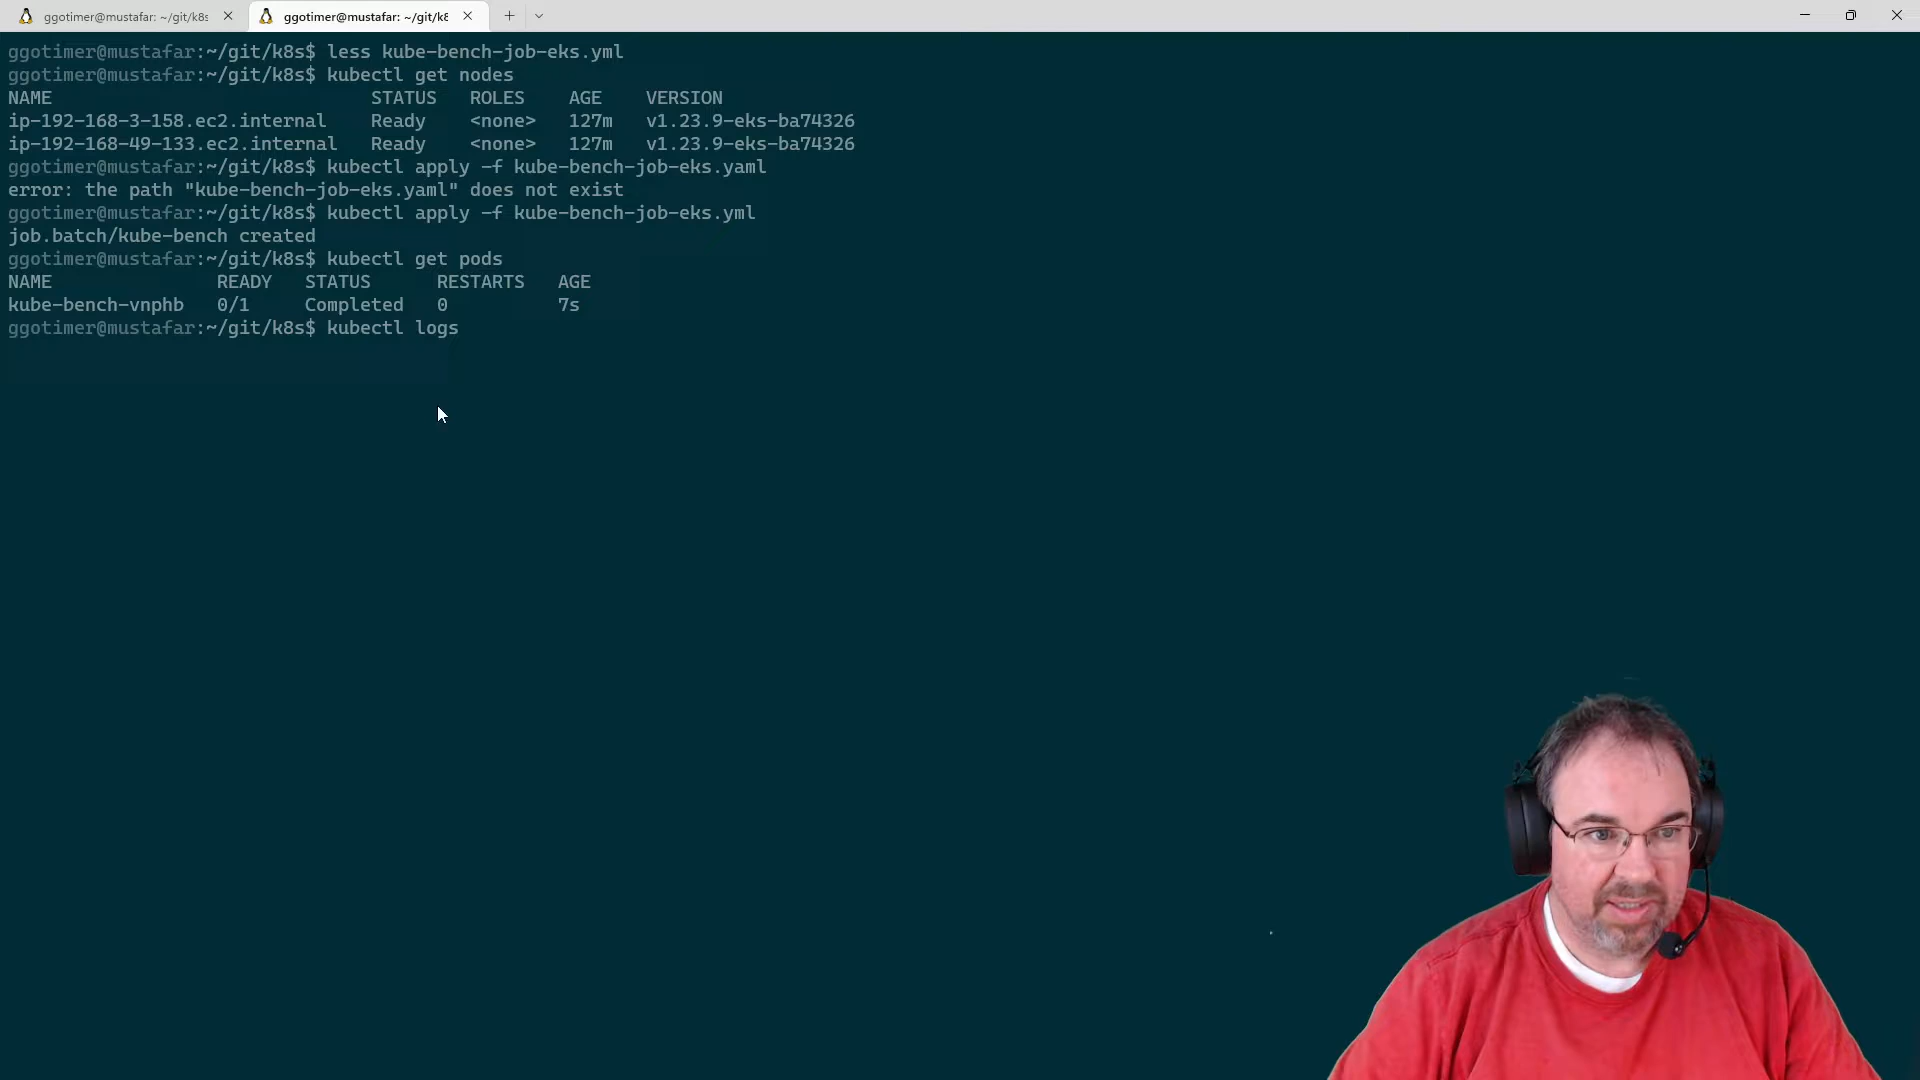 ggotimer@mustafar: ~/git/k8s
ggotimer@mustafar: ~/git/k8
ggotimer@mustafar:~/git/k8s$ less kube-bench-job-eks.yml
ggotimer@mustafar:~/git/k8s$ kubectl get nodes
NAME STATUS ROLES AGE VERSION
ip-192-168-3-158.ec2.internal Ready <none> 127m v1.23.9-eks-ba74326
ip-192-168-49-133.ec2.internal Ready <none> 127m v1.23.9-eks-ba74326
ggotimer@mustafar:~/git/k8s$ kubectl apply -f kube-bench-job-eks.yaml
error: the path "kube-bench-job-eks.yaml" does not exist
ggotimer@mustafar:~/git/k8s$ kubectl apply -f kube-bench-job-eks.yml
job.batch/kube-bench created
ggotimer@mustafar:~/git/k8s$ kubectl get pods
NAME READY STATUS RESTARTS AGE
kube-bench-vnphb 0/1 Completed 0 7s
ggotimer@mustafar:~/git/k8s$ kubectl logs